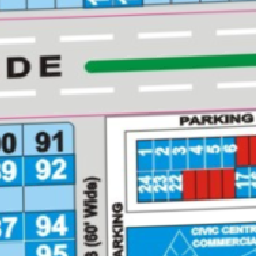 DE
PARKING
90 91
89 92
87 94
95
(60' Wide)
PARKING
1 2 3 4 5 6
24 23 22 17
CIVIC CENTR
COMMERCIA